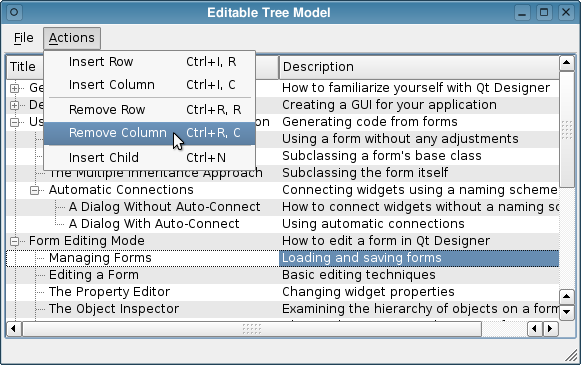 Editable Tree Model
File Actions
Title Description
Insert Row Ctrl+I, R
Insert Column Ctrl+I, C
Remove Row Ctrl+R, R
Remove Column Ctrl+R, C
Insert Child Ctrl+N
Ge How to familiarize yourself with Qt Designer
De Creating a GUI for your application
Us on Generating code from forms
Using a form without any adjustments
Subclassing a form's base class
The Multiple Inheritance Approach Subclassing the form itself
Automatic Connections Connecting widgets using a naming scheme
A Dialog Without Auto-Connect How to connect widgets without a naming sc
A Dialog With Auto-Connect Using automatic connections
Form Editing Mode How to edit a form in Qt Designer
Managing Forms Loading and saving forms
Editing a Form Basic editing techniques
The Property Editor Changing widget properties
The Object Inspector Examining the hierarchy of objects on a form